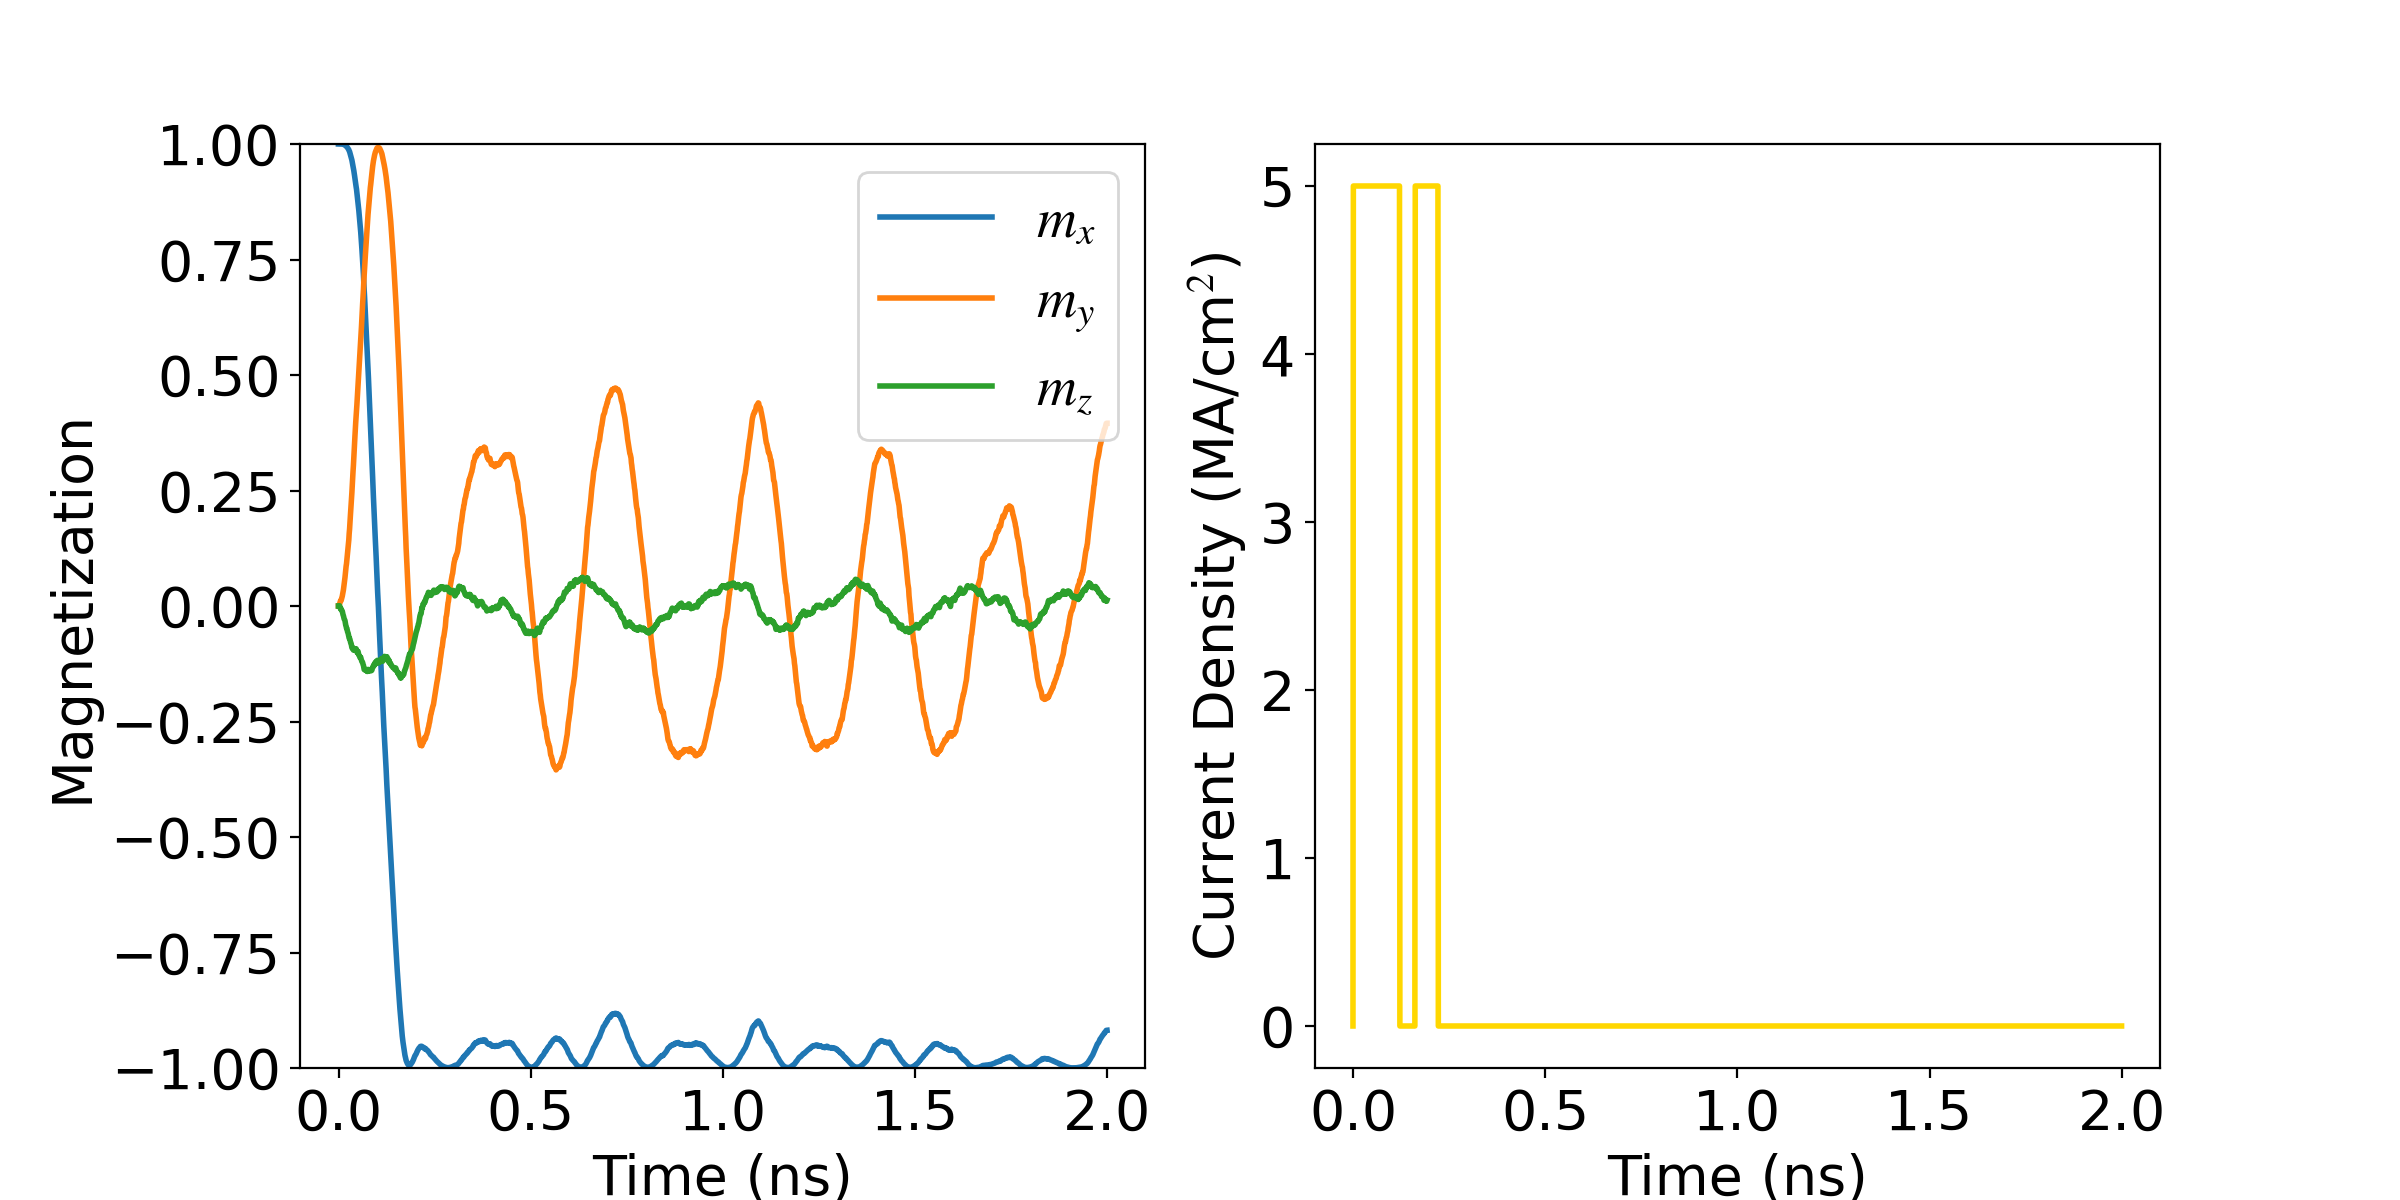 Magnetization
1.00
0.75
0.50
0.25
0.00
−0.25
−0.50
−0.75
−1.00
0.0 0.5 1.0 1.5 2.0
Time (ns)
m_x
m_y
m_z
Current Density (MA/cm²)
5
4
3
2
1
0
0.0 0.5 1.0 1.5 2.0
Time (ns)